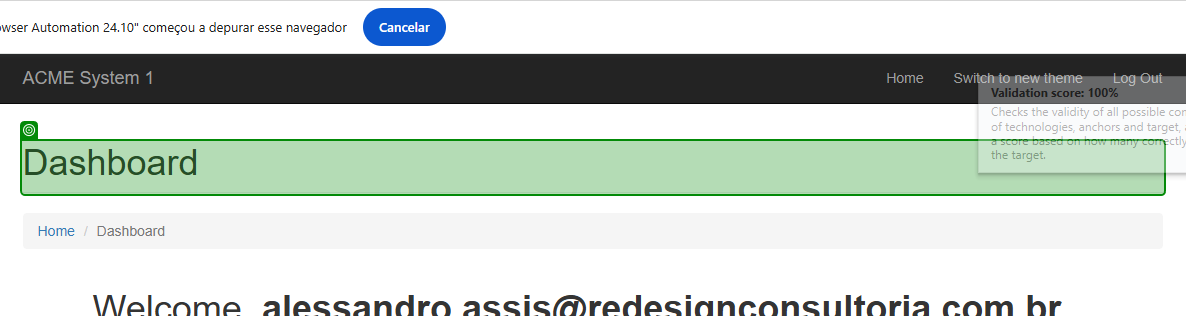 owser Automation 24.10" começou a depurar esse navegador Cancelar
ACME System 1 Home Switch to new theme Log Out
Validation score: 100%
Checks the validity of all possible cor
of technologies, anchors and target, a
a score based on how many correctly
the target.
Dashboard
Home / Dashboard
Welcome, alessandro.assis@redesignconsultoria.com.br